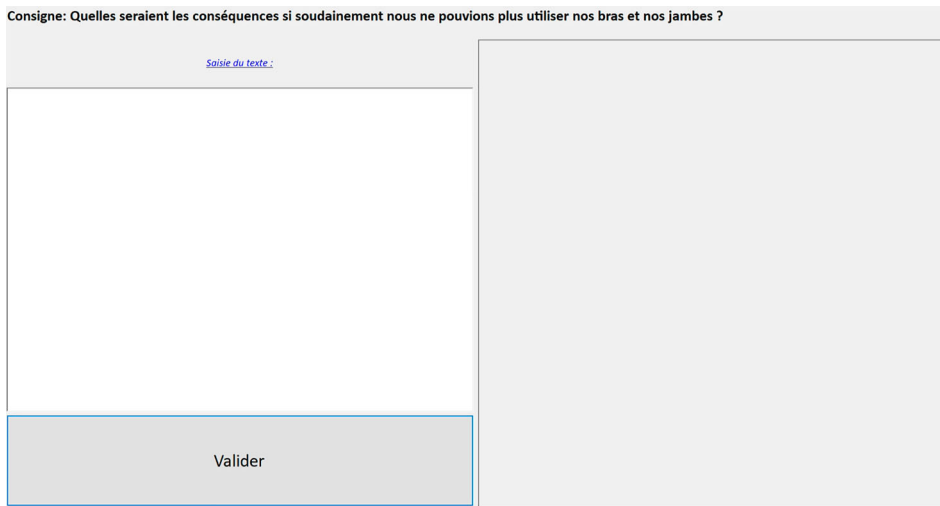 Consigne: Quelles seraient les conséquences si soudainement nous ne pouvions plus utiliser nos bras et nos jambes ?
Saisie du texte :
Valider